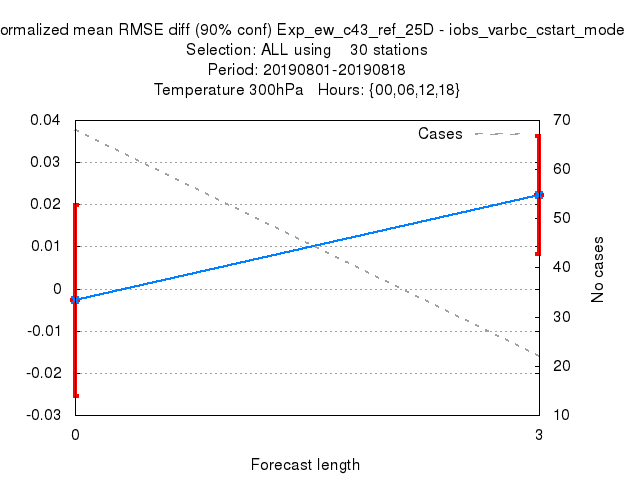 ormalized mean RMSE diff (90% conf) Exp_ew_c43_ref_25D - iobs_varbc_cstart_mode
Selection: ALL using    30 stations
Period: 20190801-20190818
Temperature 300hPa   Hours: {00,06,12,18}
Cases
0.04
0.03
0.02
0.01
0
-0.01
-0.02
-0.03
70
60
50
40
30
20
10
No cases
0
3
Forecast length